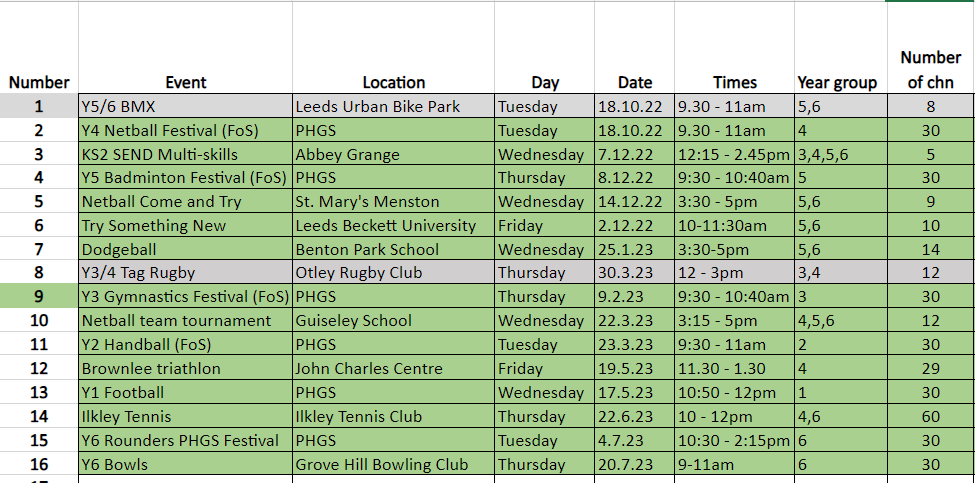 Number Event Location Day Date Times Year group Number of chn
1 Y5/6 BMX Leeds Urban Bike Park Tuesday 18.10.22 9.30 - 11am 5,6 8
2 Y4 Netball Festival (FoS) PHGS Tuesday 18.10.22 9.30 - 11am 4 30
3 KS2 SEND Multi-skills Abbey Grange Wednesday 7.12.22 12:15 - 2.45pm 3,4,5,6 5
4 Y5 Badminton Festival (FoS) PHGS Thursday 8.12.22 9:30 - 10:40am 5 30
5 Netball Come and Try St. Mary's Menston Wednesday 14.12.22 3:30 - 5pm 5,6 9
6 Try Something New Leeds Beckett University Friday 2.12.22 10-11:30am 5,6 10
7 Dodgeball Benton Park School Wednesday 25.1.23 3:30-5pm 5,6 14
8 Y3/4 Tag Rugby Otley Rugby Club Thursday 30.3.23 12 - 3pm 3,4 12
9 Y3 Gymnastics Festival (FoS) PHGS Thursday 9.2.23 9:30 - 10:40am 3 30
10 Netball team tournament Guiseley School Wednesday 22.3.23 3:15 - 5pm 4,5,6 12
11 Y2 Handball (FoS) PHGS Tuesday 23.3.23 9:30 - 11am 2 30
12 Brownlee triathlon John Charles Centre Friday 19.5.23 11.30 - 1.30 4 29
13 Y1 Football PHGS Wednesday 17.5.23 10:50 - 12pm 1 30
14 Ilkley Tennis Ilkley Tennis Club Thursday 22.6.23 10 - 12pm 4,6 60
15 Y6 Rounders PHGS Festival PHGS Tuesday 4.7.23 10:30 - 2:15pm 6 30
16 Y6 Bowls Grove Hill Bowling Club Thursday 20.7.23 9-11am 6 30